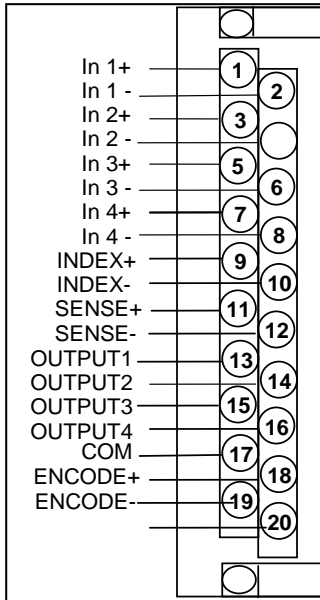 In 1+
1
In 1 -
2
In 2+
3
In 2 -
In 3+
5
In 3 -
6
In 4+
7
In 4 -
8
INDEX+
9
INDEX-
10
SENSE+
11
SENSE-
12
OUTPUT1
13
OUTPUT2
14
OUTPUT3
15
OUTPUT4
16
COM
17
ENCODE+
18
ENCODE-
19
20